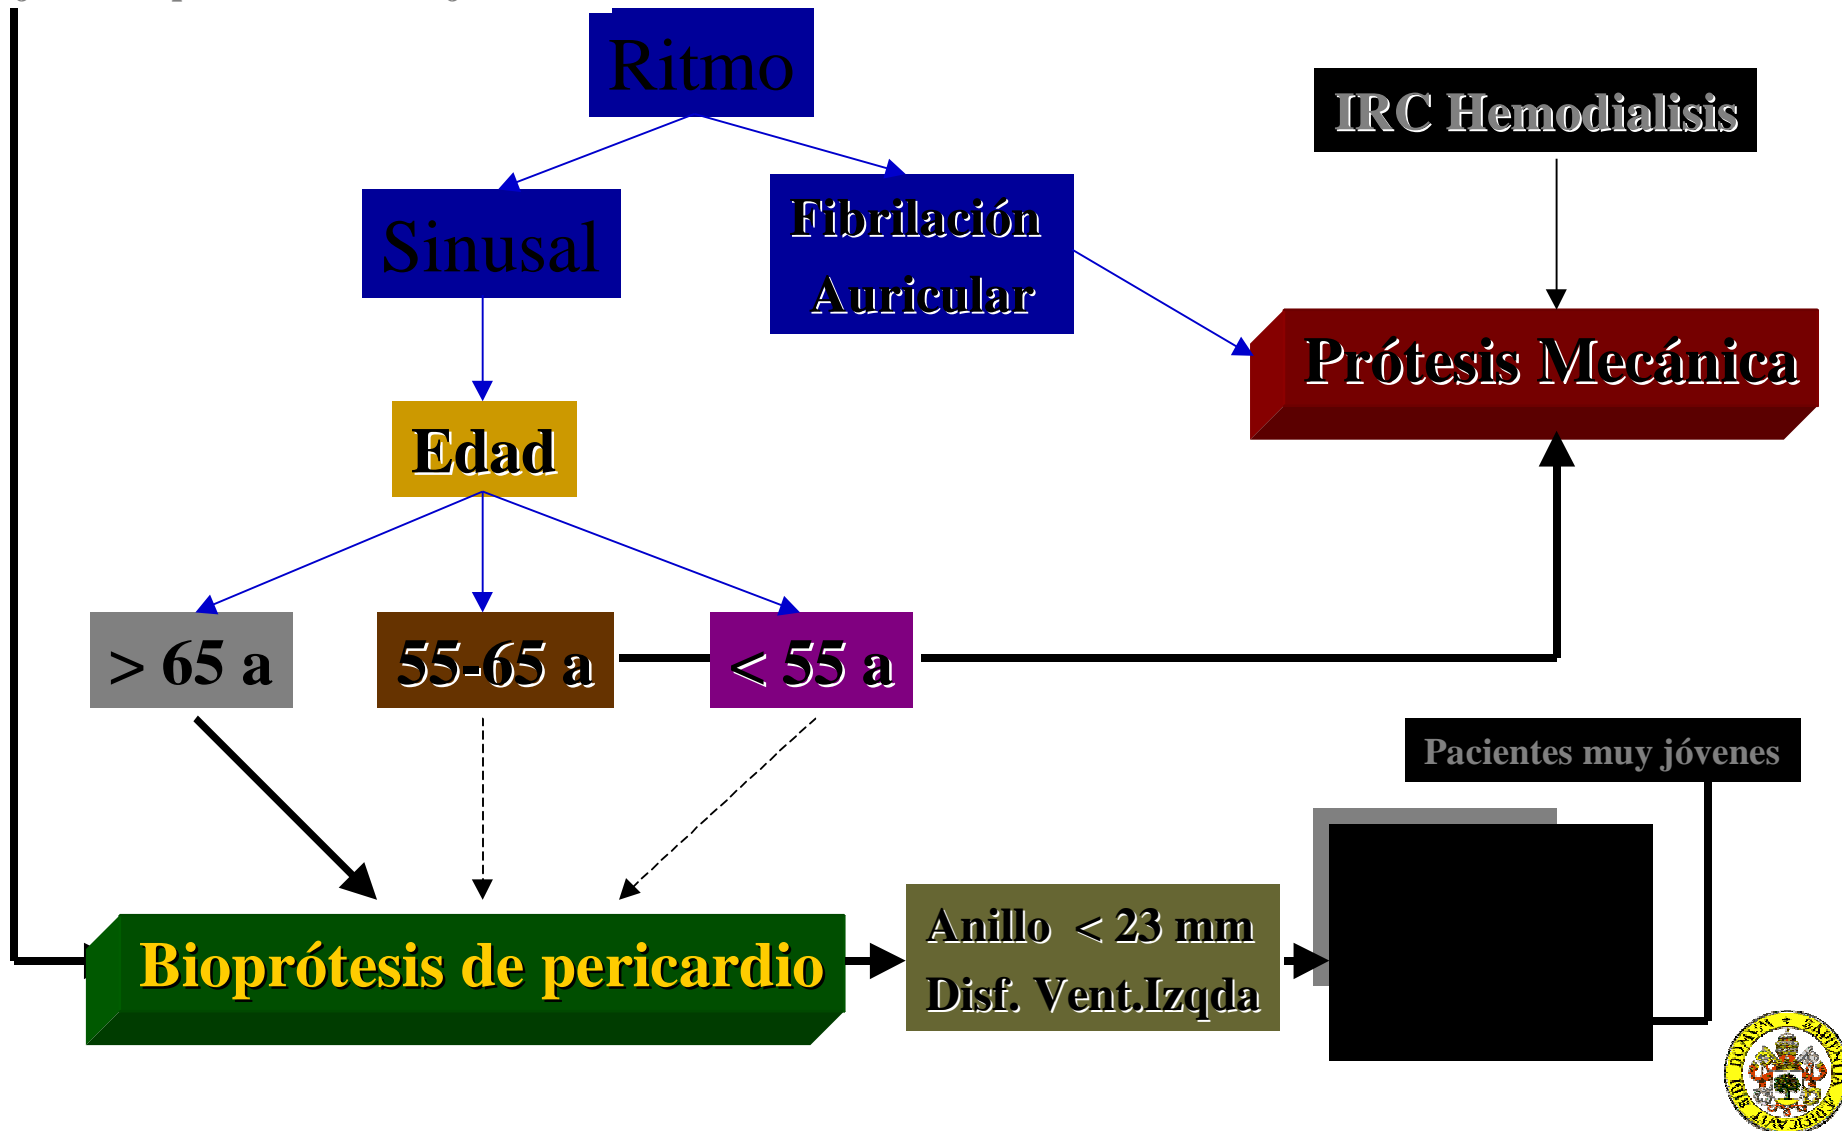 Ritmo
IRC Hemodialisis
Sinusal
Fibrilación
Auricular
Prótesis Mecánica
Edad
> 65 a
55-65 a
< 55 a
Pacientes muy jóvenes
Bioprótesis de pericardio
Anillo < 23 mm
Disf. Vent.Izqda